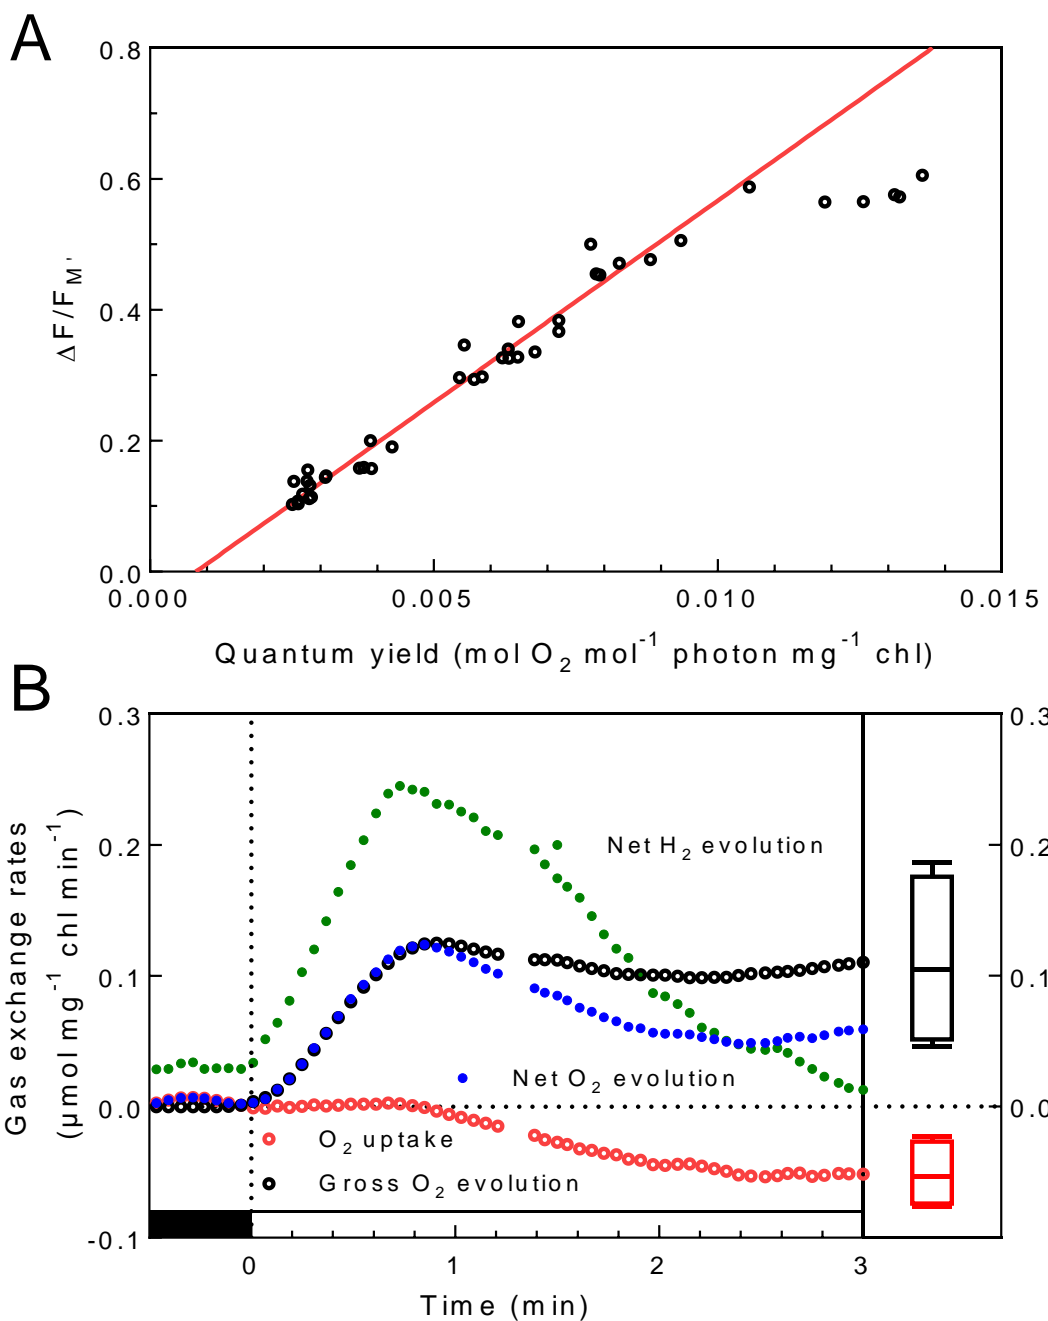 A
0.8
0.6
0.4
0.2
0.0
ΔF/F_M'
0.000 0.005 0.010 0.015
Quantum yield (mol O₂ mol⁻¹ photon mg⁻¹ chl)
B
0.3 0.3
0.2 0.2
0.1 0.1
0.0 0.0
-0.1
Gas exchange rates
(μmol mg⁻¹ chl min⁻¹)
Net H₂ evolution
Net O₂ evolution
O₂ uptake
Gross O₂ evolution
0 1 2 3
Time (min)